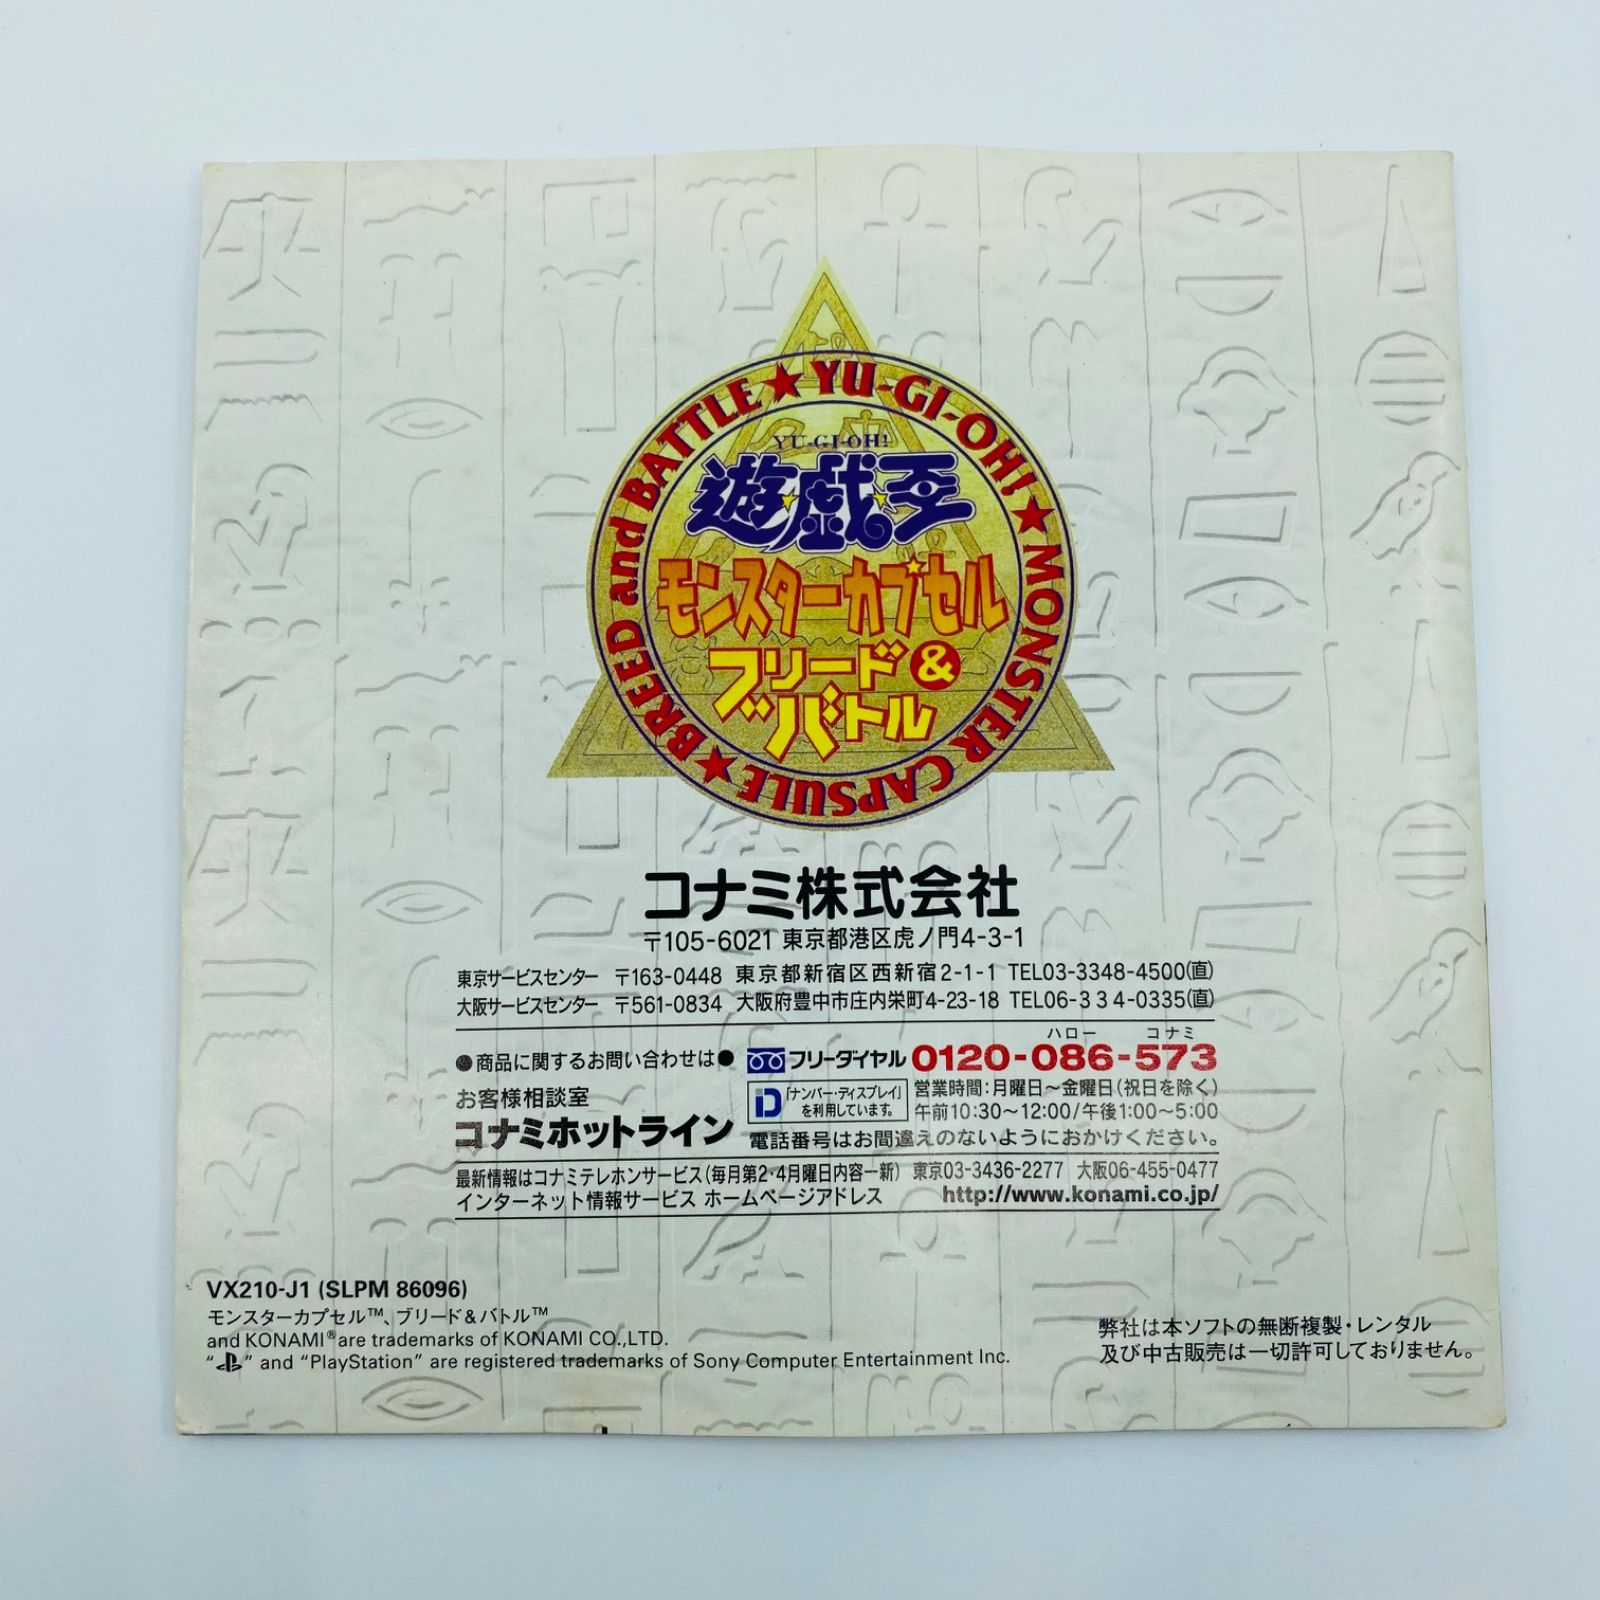 BREED and BATTLE★YU-GI-OH!★MONSTER CAPSULE★
YU-GI-OH!
遊☆戯☆王
モンスターカプセル
ブリード&
バトル
コナミ株式会社
〒105-6021 東京都港区虎ノ門4-3-1
東京サービスセンター 〒163-0448 東京都新宿区西新宿2-1-1 TEL03-3348-4500(直)
大阪サービスセンター 〒561-0834 大阪府豊中市庄内栄町4-23-18 TEL06-334-0335(直)
ハロー コナミ
●商品に関するお問い合わせは● フリーダイヤル 0120-086-573
お客様相談室
コナミホットライン
「ナンバー・ディスプレイ」
を利用しています。
営業時間:月曜日～金曜日(祝日を除く)
午前10:30～12:00/午後1:00～5:00
電話番号はお間違えのないようにおかけください。
最新情報はコナミテレホンサービス(毎月第2・4月曜日内容一新) 東京03-3436-2277 大阪06-455-0477
インターネット情報サービス ホームページアドレス http://www.konami.co.jp/
VX210-J1 (SLPM 86096)
モンスターカプセル™、ブリード&バトル™
and KONAMI® are trademarks of KONAMI CO.,LTD.
“ ” and “PlayStation” are registered trademarks of Sony Computer Entertainment Inc.
弊社は本ソフトの無断複製・レンタル
及び中古販売は一切許可しておりません。